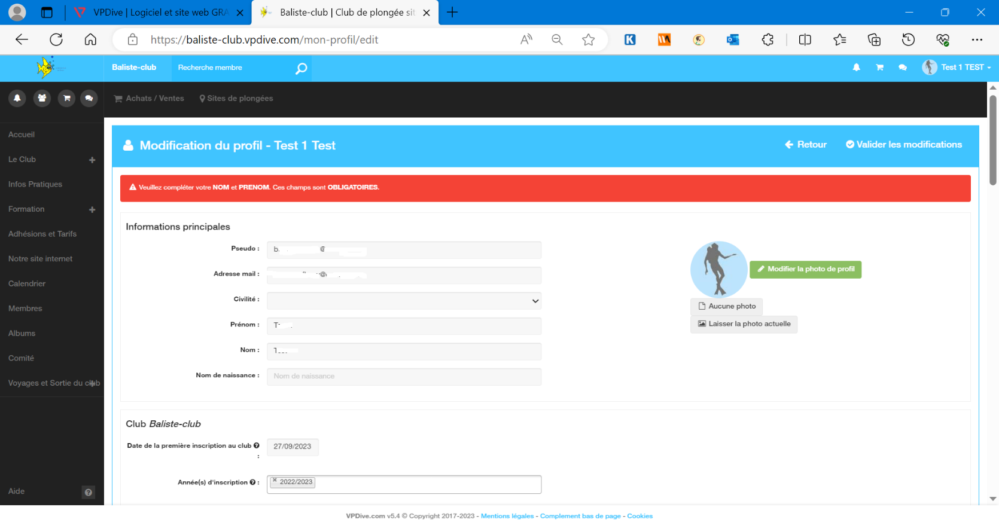 VPDive | Logiciel et site web GRA
Baliste-club | Club de plongée sit
https://baliste-club.vpdive.com/mon-profil/edit
Baliste-club
Recherche membre
Test 1 TEST
Achats / Ventes
Sites de plongées
Accueil
Le Club
Infos Pratiques
Formation
Adhésions et Tarifs
Notre site internet
Calendrier
Membres
Albums
Comité
Voyages et Sortie du club
Aide
Modification du profil - Test 1 Test
Retour
Valider les modifications
Veuillez compléter votre NOM et PRENOM. Ces champs sont OBLIGATOIRES.
Informations principales
Pseudo :
@
Adresse mail :
@
Civilité :
Prénom :
Nom :
Nom de naissance :
Nom de naissance
Modifier la photo de profil
Aucune photo
Laisser la photo actuelle
Club Baliste-club
Date de la première inscription au club
:
27/09/2023
Année(s) d'inscription :
× 2022/2023
VPDive.com v5.4 © Copyright 2017-2023 - Mentions légales - Complement bas de page - Cookies